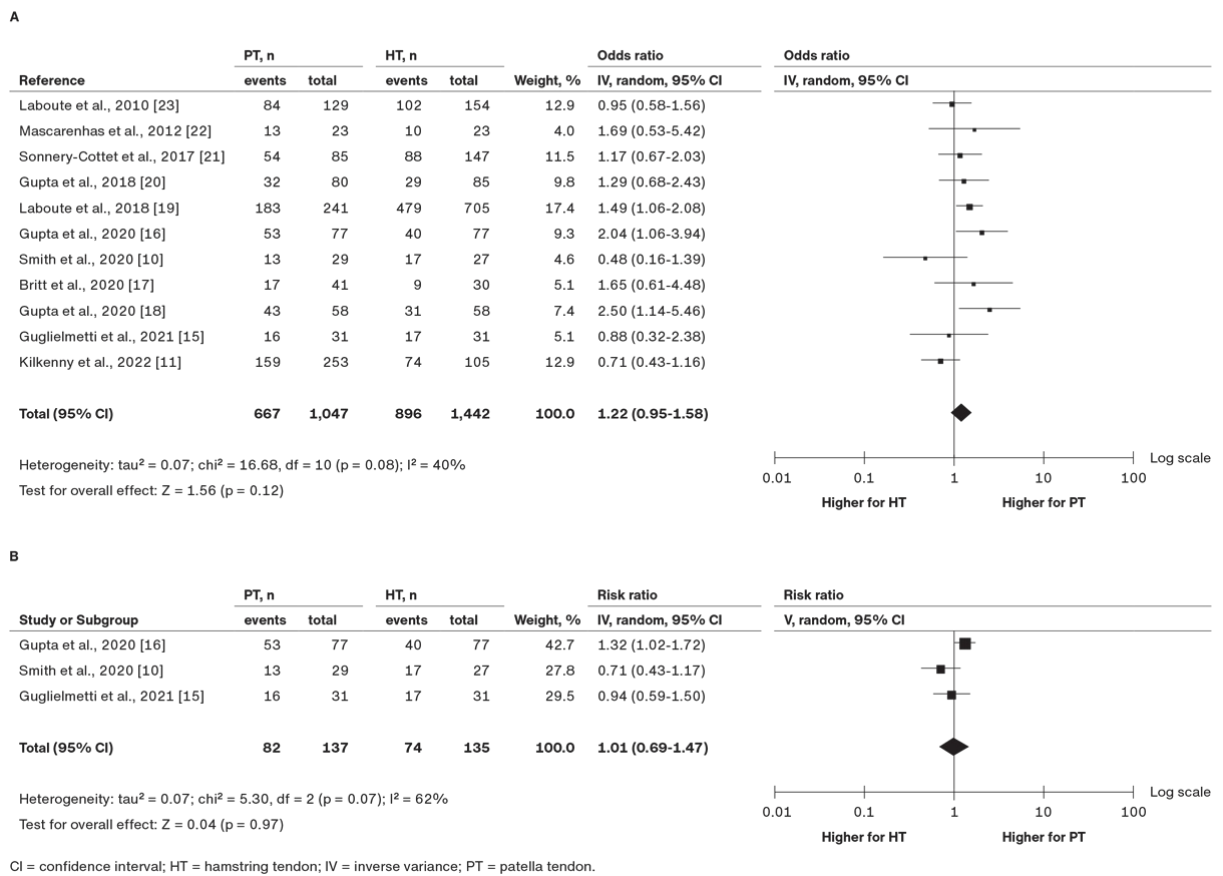 A
PT, n HT, n Odds ratio Odds ratio
Reference events total events total Weight, % IV, random, 95% CI IV, random, 95% CI
Laboute et al., 2010 [23] 84 129 102 154 12.9 0.95 (0.58-1.56)
Mascarenhas et al., 2012 [22] 13 23 10 23 4.0 1.69 (0.53-5.42)
Sonnery-Cottet et al., 2017 [21] 54 85 88 147 11.5 1.17 (0.67-2.03)
Gupta et al., 2018 [20] 32 80 29 85 9.8 1.29 (0.68-2.43)
Laboute et al., 2018 [19] 183 241 479 705 17.4 1.49 (1.06-2.08)
Gupta et al., 2020 [16] 53 77 40 77 9.3 2.04 (1.06-3.94)
Smith et al., 2020 [10] 13 29 17 27 4.6 0.48 (0.16-1.39)
Britt et al., 2020 [17] 17 41 9 30 5.1 1.65 (0.61-4.48)
Gupta et al., 2020 [18] 43 58 31 58 7.4 2.50 (1.14-5.46)
Guglielmetti et al., 2021 [15] 16 31 17 31 5.1 0.88 (0.32-2.38)
Kilkenny et al., 2022 [11] 159 253 74 105 12.9 0.71 (0.43-1.16)
Total (95% CI) 667 1,047 896 1,442 100.0 1.22 (0.95-1.58)
Heterogeneity: tau² = 0.07; chi² = 16.68, df = 10 (p = 0.08); I² = 40%
Test for overall effect: Z = 1.56 (p = 0.12)
Log scale
0.01 0.1 1 10 100
Higher for HT Higher for PT
B
PT, n HT, n Risk ratio Risk ratio
Study or Subgroup events total events total Weight, % IV, random, 95% CI V, random, 95% CI
Gupta et al., 2020 [16] 53 77 40 77 42.7 1.32 (1.02-1.72)
Smith et al., 2020 [10] 13 29 17 27 27.8 0.71 (0.43-1.17)
Guglielmetti et al., 2021 [15] 16 31 17 31 29.5 0.94 (0.59-1.50)
Total (95% CI) 82 137 74 135 100.0 1.01 (0.69-1.47)
Heterogeneity: tau² = 0.07; chi² = 5.30, df = 2 (p = 0.07); I² = 62%
Test for overall effect: Z = 0.04 (p = 0.97)
Log scale
0.01 0.1 1 10 100
Higher for HT Higher for PT
CI = confidence interval; HT = hamstring tendon; IV = inverse variance; PT = patella tendon.